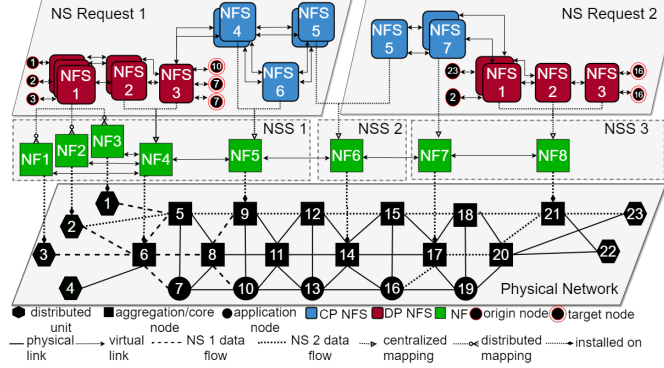 NS Request 1
NS Request 2
NFS 4
NFS 5
NFS 6
NFS 1
NFS 2
NFS 3
1
2
3
10
7
7
NFS 5
NFS 7
NFS 1
NFS 2
NFS 3
23
2
16
16
NSS 1
NSS 2
NSS 3
NF1
NF2
NF3
NF4
NF5
NF6
NF7
NF8
1
2
3
4
5
6
7
8
9
10
11
12
13
14
15
16
17
18
19
20
21
22
23
Physical Network
distributed unit
aggregation/core node
application node
CP NFS
DP NFS
NF
origin node
target node
physical link
virtual link
NS 1 data flow
NS 2 data flow
centralized mapping
distributed mapping
installed on